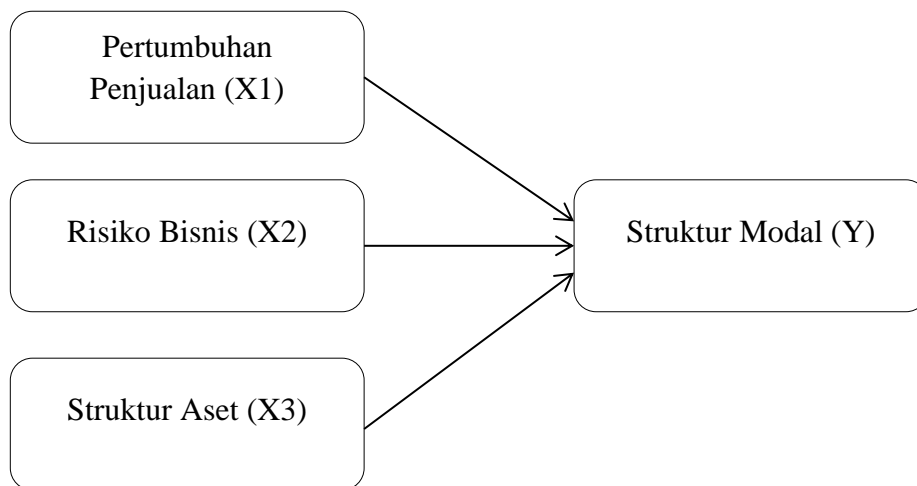 Pertumbuhan
Penjualan (X1)
Risiko Bisnis (X2)
Struktur Modal (Y)
Struktur Aset (X3)